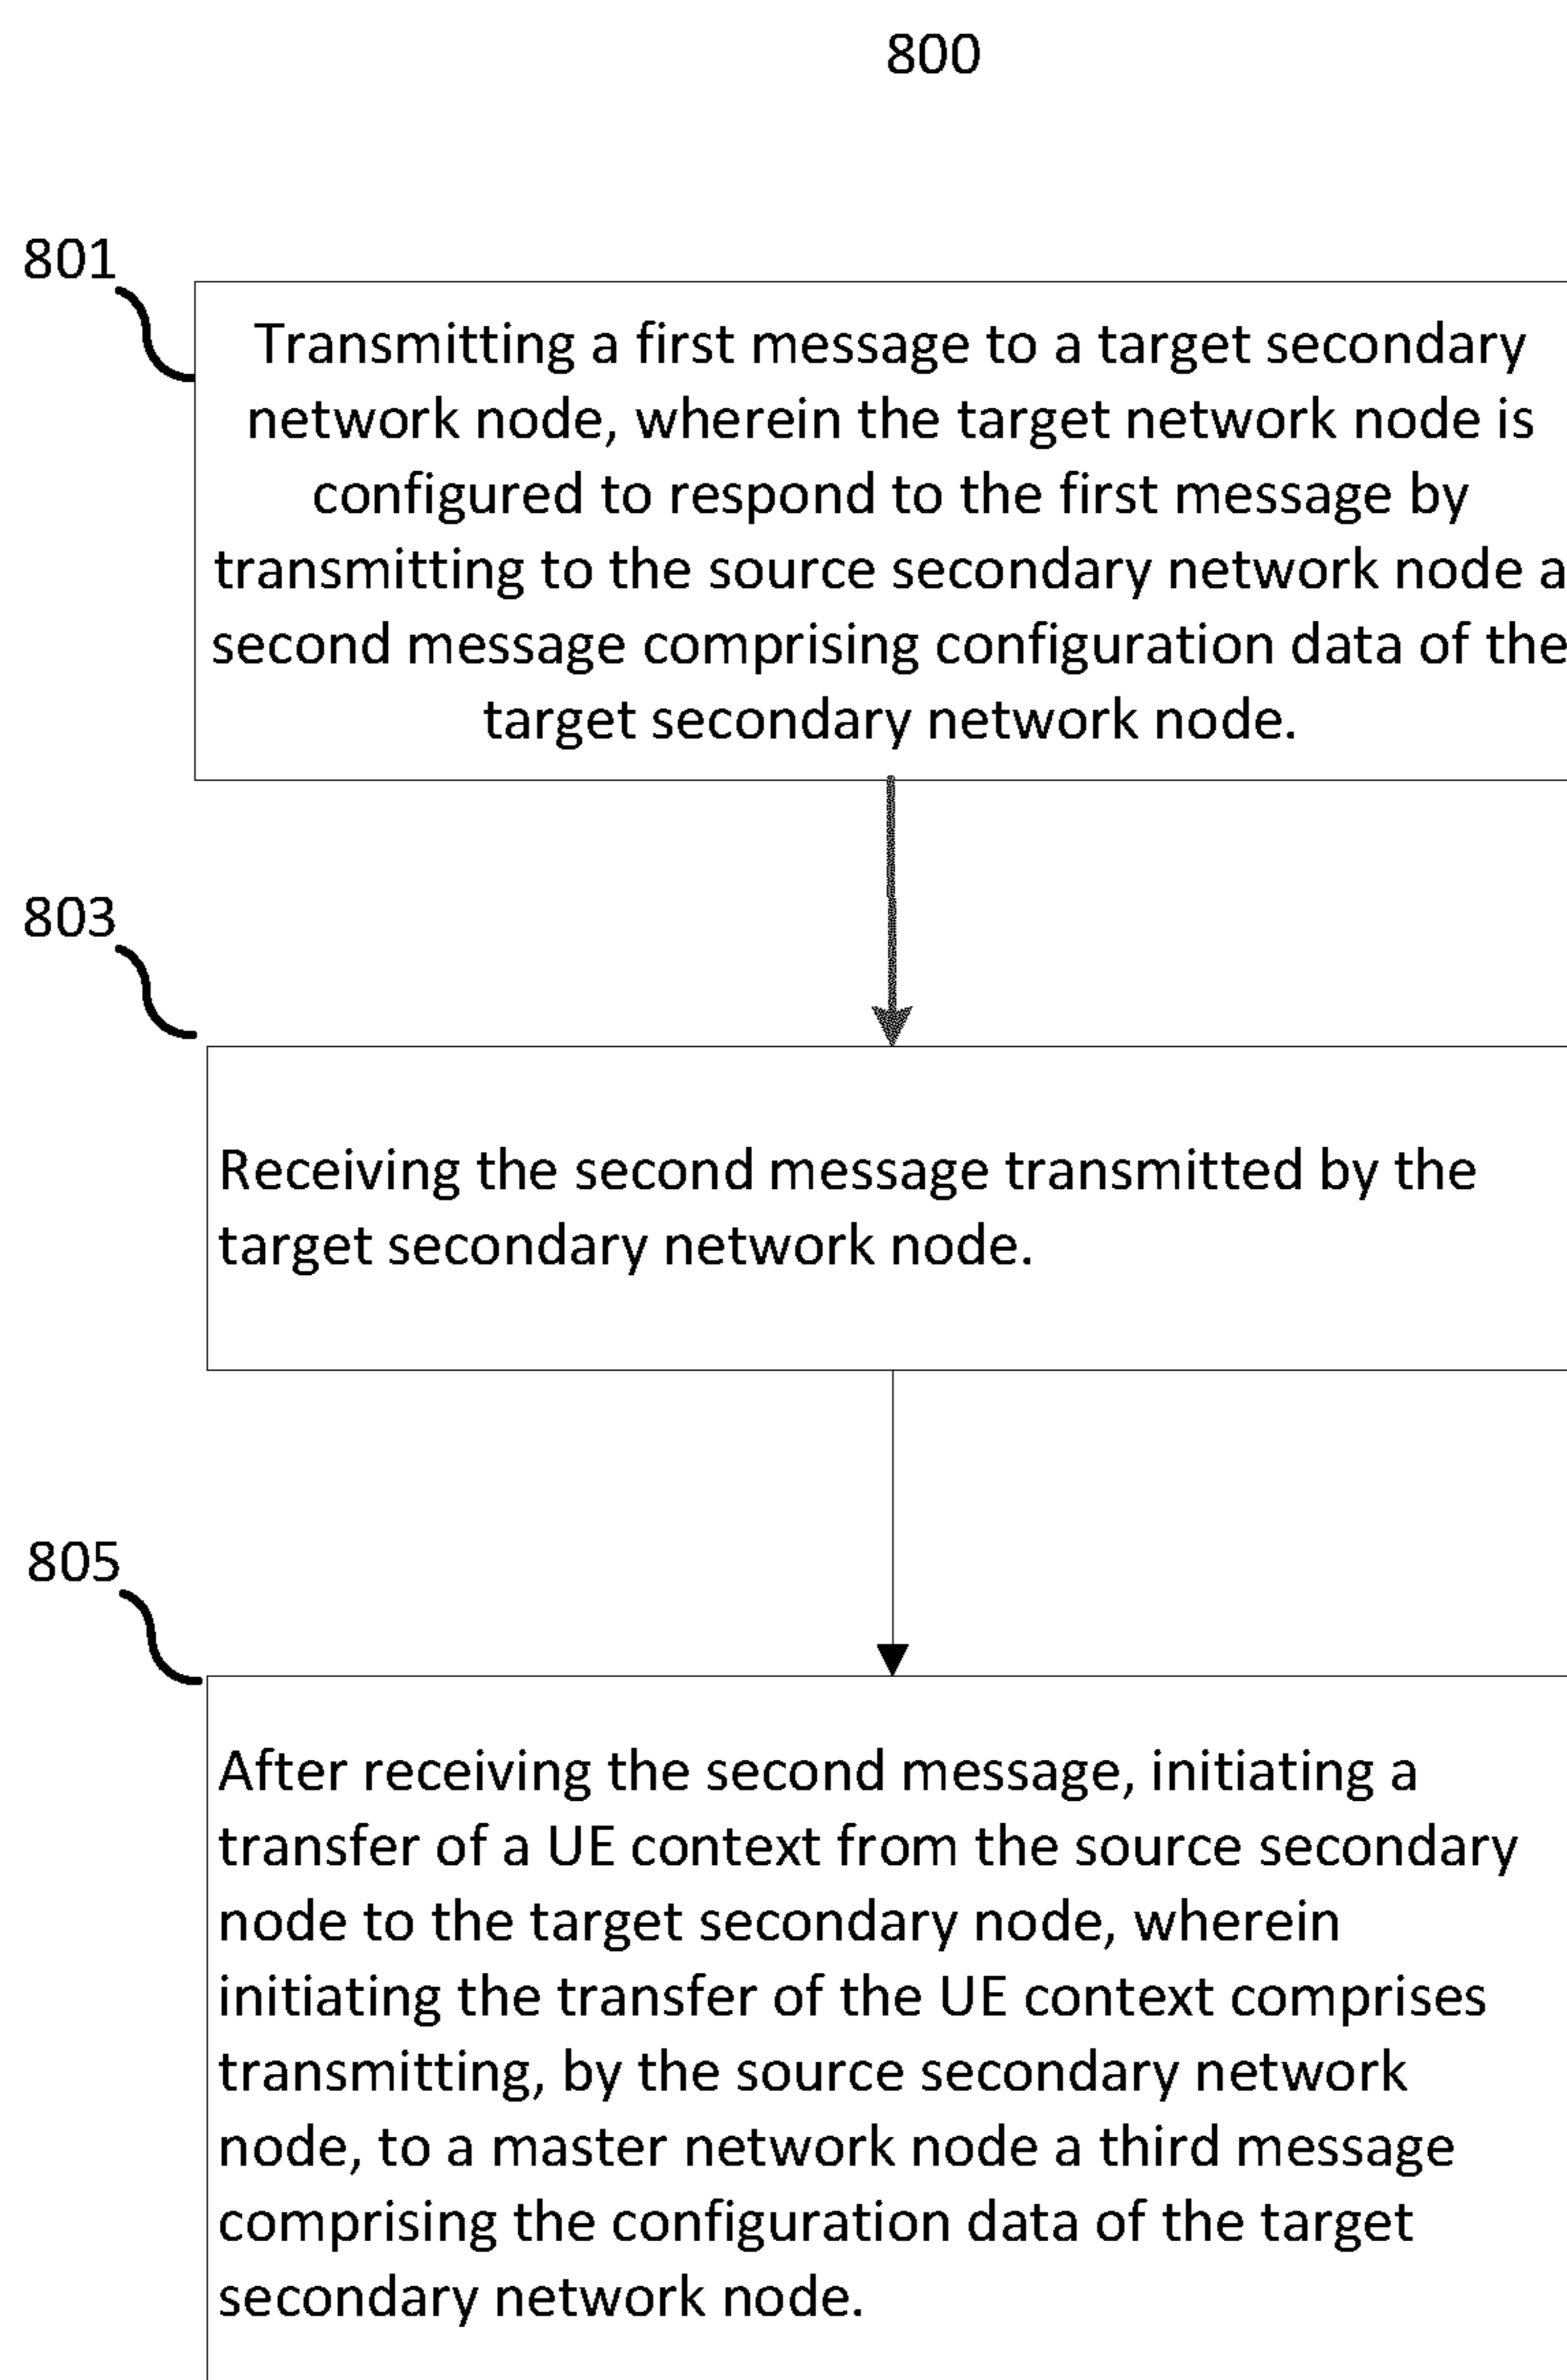 800
801
Transmitting a first message to a target secondary
network node, wherein the target network node is
configured to respond to the first message by
transmitting to the source secondary network node a
second message comprising configuration data of the
target secondary network node.
803
Receiving the second message transmitted by the
target secondary network node.
805
After receiving the second message, initiating a
transfer of a UE context from the source secondary
node to the target secondary node, wherein
initiating the transfer of the UE context comprises
transmitting, by the source secondary network
node, to a master network node a third message
comprising the configuration data of the target
secondary network node.